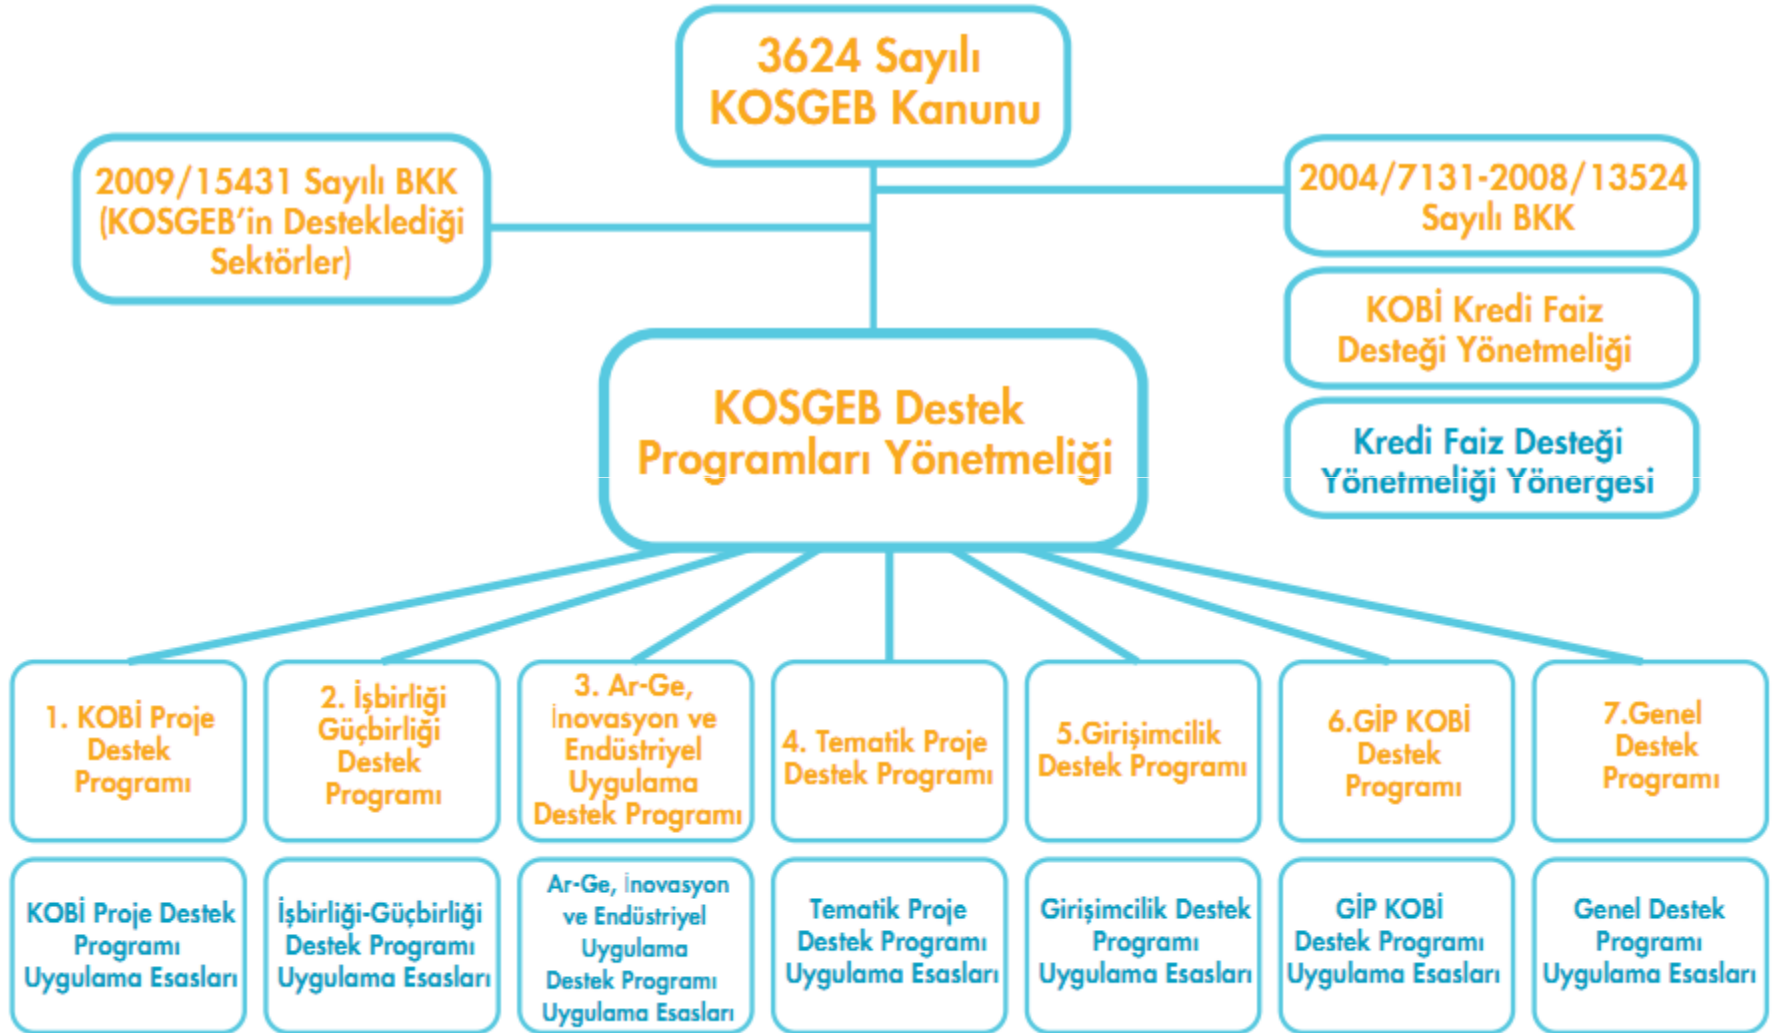 3624 Sayılı
KOSGEB Kanunu
2009/15431 Sayılı BKK
(KOSGEB'in Desteklediği
Sektörler)
2004/7131-2008/13524
Sayılı BKK
KOBİ Kredi Faiz
Desteği Yönetmeliği
Kredi Faiz Desteği
Yönetmeliği Yönergesi
KOSGEB Destek
Programları Yönetmeliği
1. KOBİ Proje
Destek
Programı
2. İşbirliği
Güçbirliği
Destek
Programı
3. Ar-Ge,
İnovasyon ve
Endüstriyel
Uygulama
Destek Programı
4. Tematik Proje
Destek Programı
5.Girişimcilik
Destek Programı
6.GİP KOBİ
Destek
Programı
7.Genel
Destek
Programı
KOBİ Proje Destek
Programı
Uygulama Esasları
İşbirliği-Güçbirliği
Destek Programı
Uygulama Esasları
Ar-Ge, İnovasyon
ve Endüstriyel
Uygulama
Destek Programı
Uygulama Esasları
Tematik Proje
Destek Programı
Uygulama Esasları
Girişimcilik Destek
Programı
Uygulama Esasları
GİP KOBİ
Destek Programı
Uygulama Esasları
Genel Destek
Programı
Uygulama Esasları